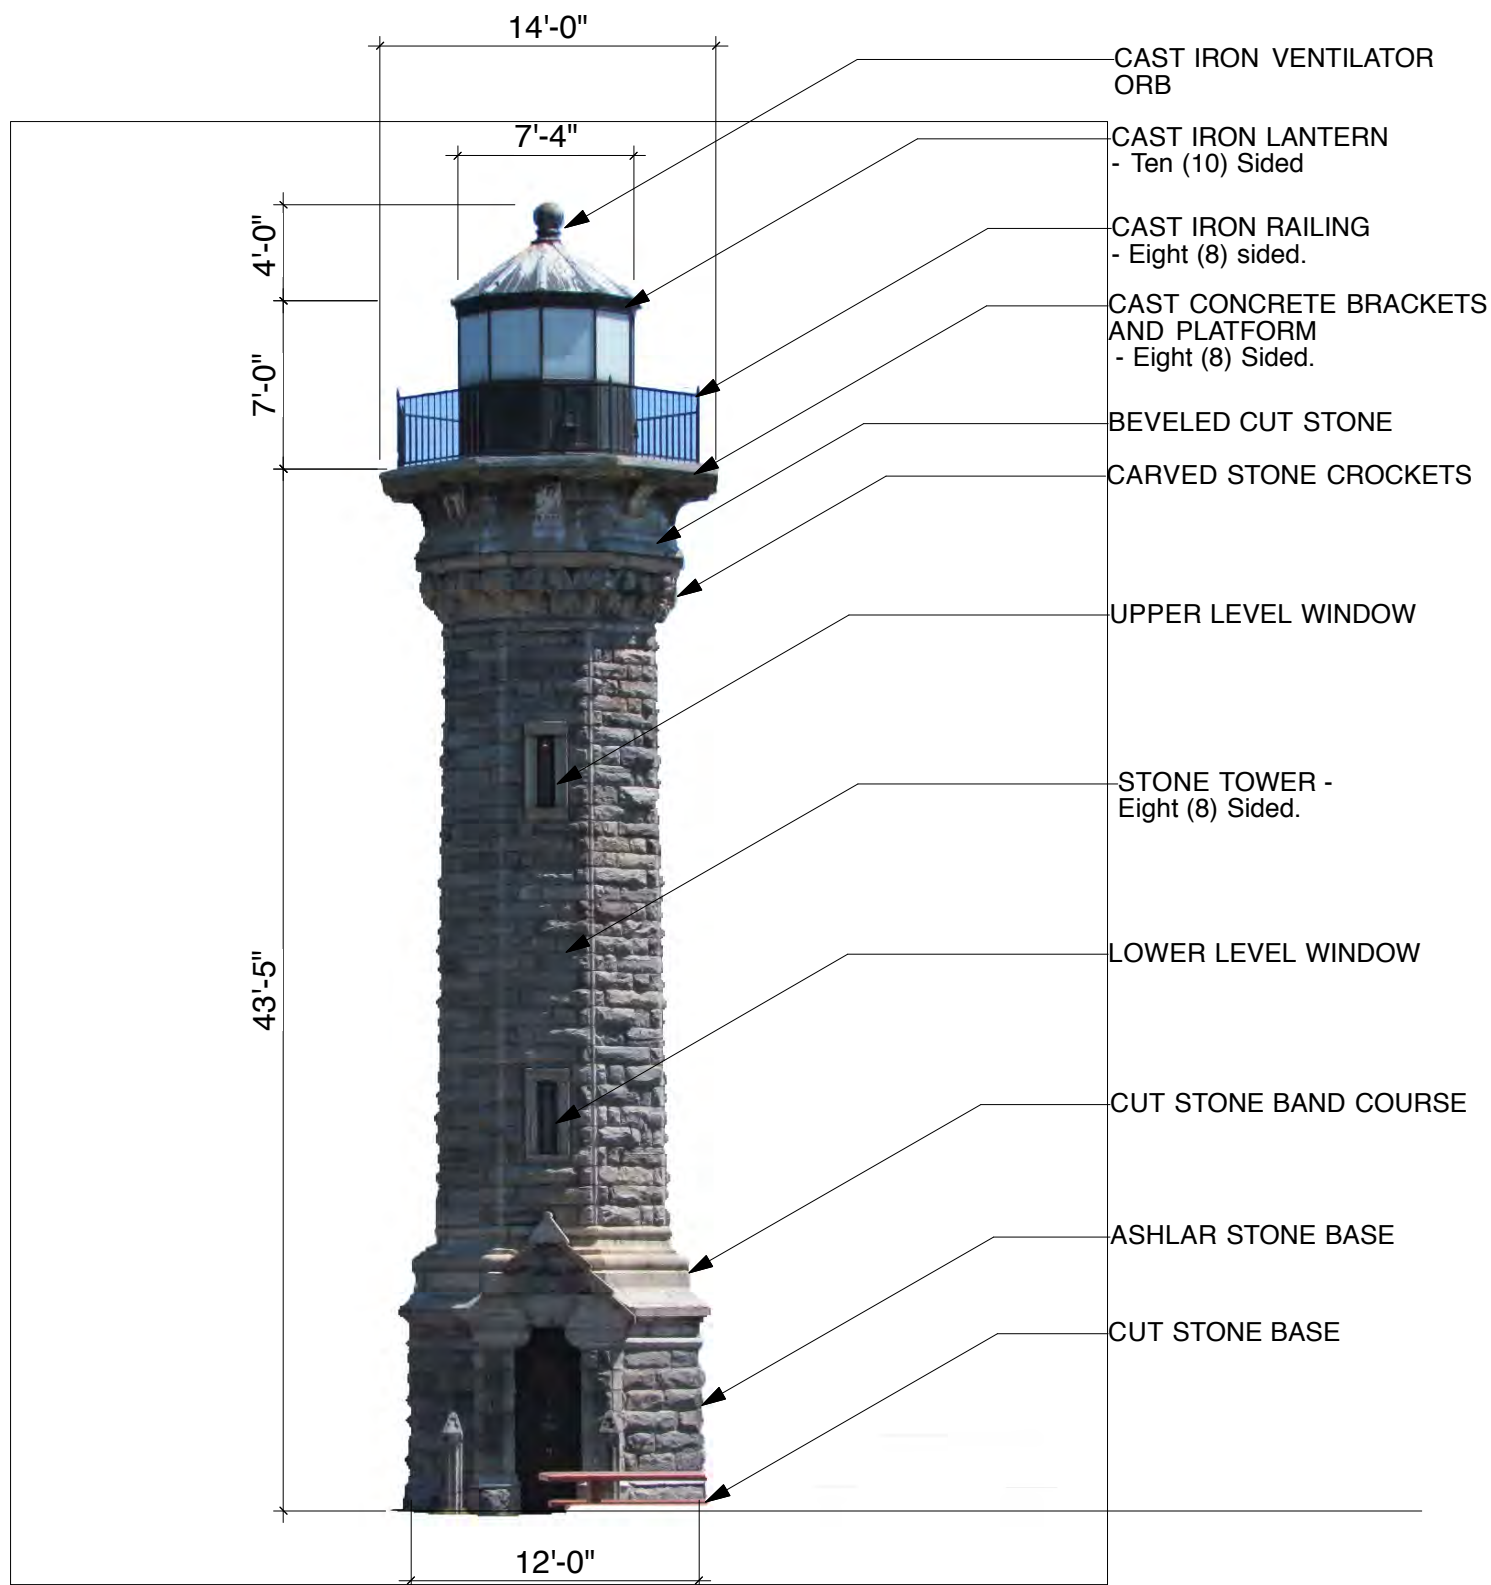 14'-0"
CAST IRON VENTILATOR
ORB
7'-4"
CAST IRON LANTERN
- Ten (10) Sided
4'-0"
CAST IRON RAILING
- Eight (8) sided.
CAST CONCRETE BRACKETS
AND PLATFORM
- Eight (8) Sided.
7'-0"
BEVELED CUT STONE
CARVED STONE CROCKETS
UPPER LEVEL WINDOW
STONE TOWER -
Eight (8) Sided.
LOWER LEVEL WINDOW
43'-5"
CUT STONE BAND COURSE
ASHLAR STONE BASE
CUT STONE BASE
12'-0"